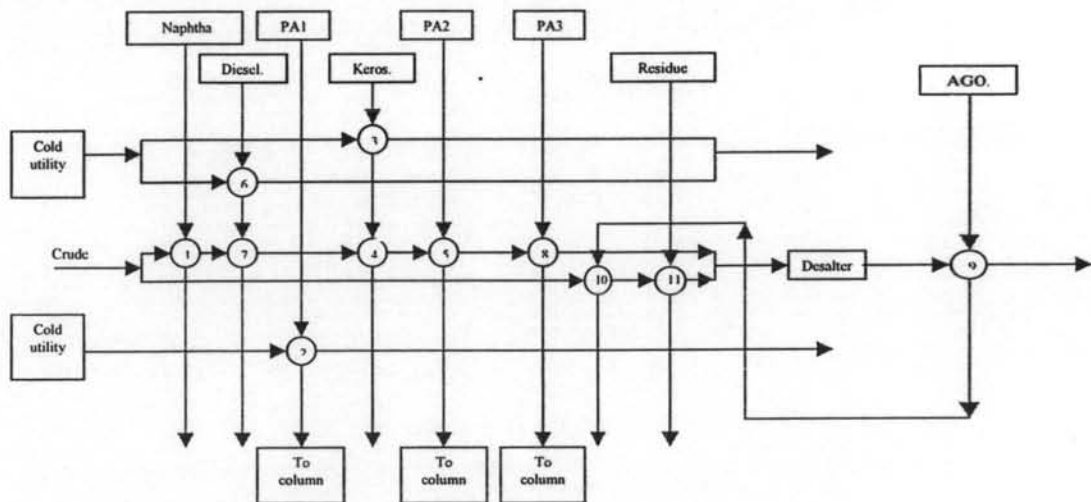 Naphtha
PA1
PA2
PA3
Diesel.
Keros.
Residue
AGO.
Cold
utility
3
6
Crude
1
7
4
5
8
10
11
Desalter
9
Cold
utility
2
To
column
To
column
To
column